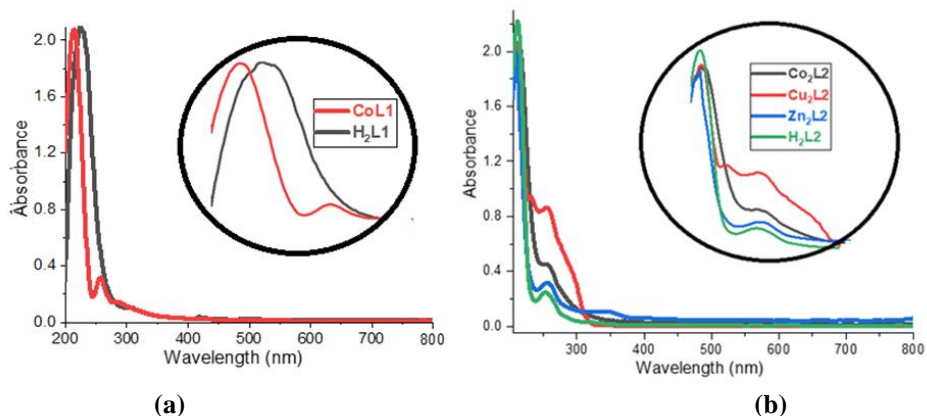 2.0
1.6
1.2
0.8
0.4
0.0
Absorbance
200 300 400 500 600 700 800
Wavelength (nm)
CoL1
H₂L1
(a)
2.0
1.6
1.2
0.8
0.4
0.0
Absorbance
300 400 500 600 700 800
Wavelength (nm)
Co₂L2
Cu₂L2
Zn₂L2
H₂L2
(b)